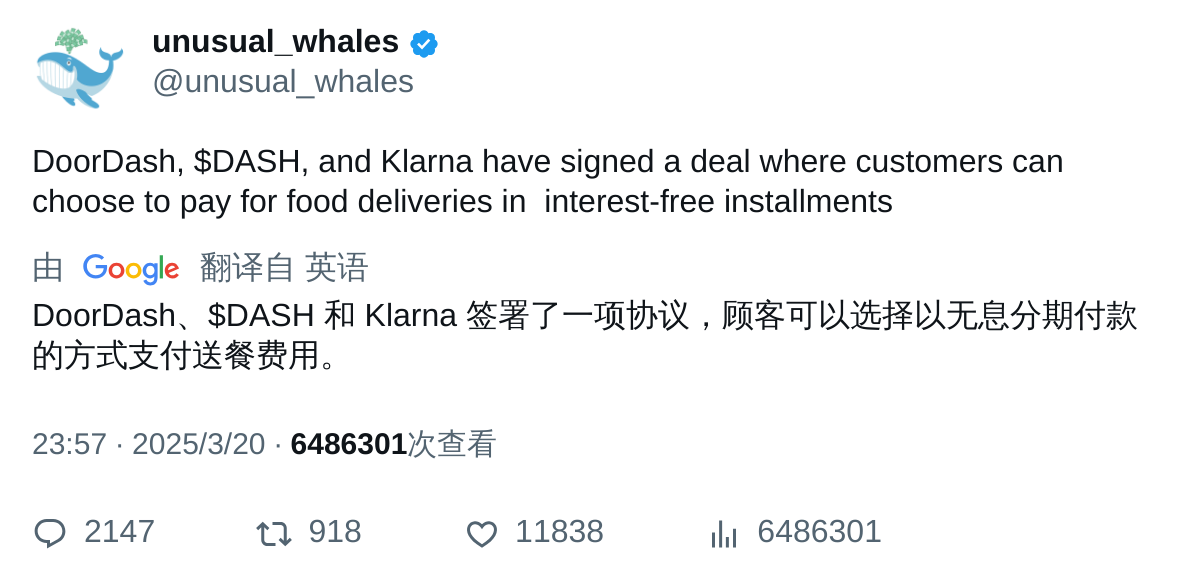 unusual_whales
@unusual_whales
DoorDash, $DASH, and Klarna have signed a deal where customers can
choose to pay for food deliveries in  interest-free installments
由 Google 翻译自 英语
DoorDash、$DASH 和 Klarna 签署了一项协议，顾客可以选择以无息分期付款
的方式支付送餐费用。
23:57 · 2025/3/20 · 6486301次查看
2147 918 11838 6486301